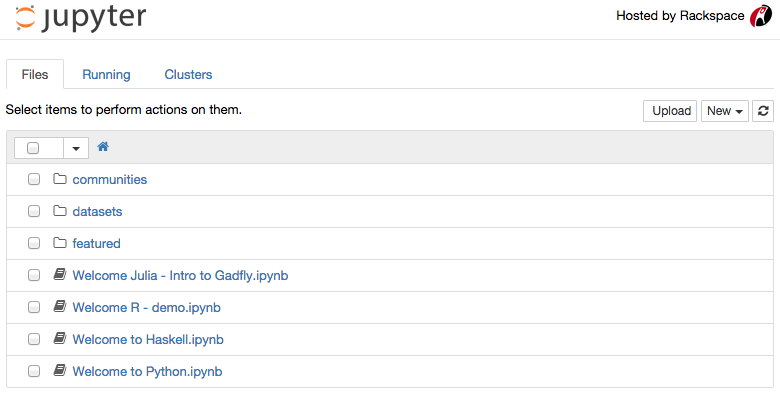 jupyter
Hosted by Rackspace
Files Running Clusters
Select items to perform actions on them.
Upload New
communities
datasets
featured
Welcome Julia - Intro to Gadfly.ipynb
Welcome R - demo.ipynb
Welcome to Haskell.ipynb
Welcome to Python.ipynb